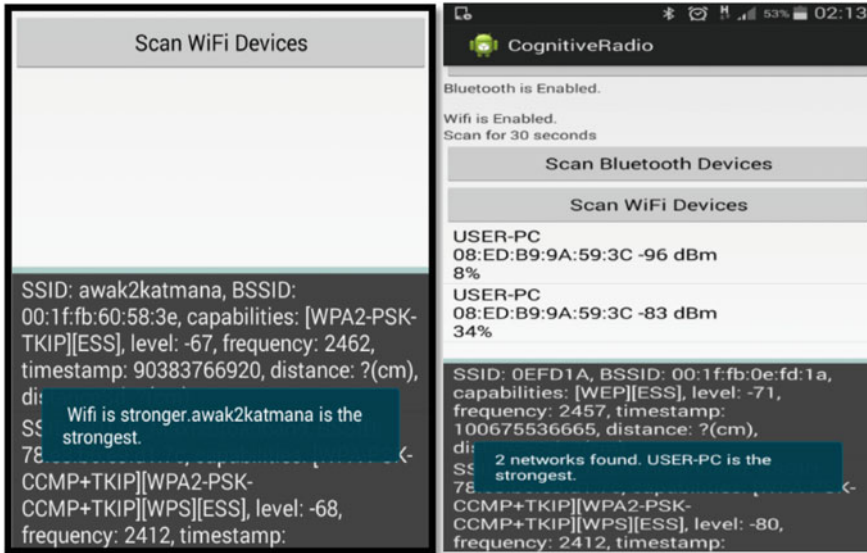 Scan WiFi Devices
SSID: awak2katmana, BSSID:
00:1f:fb:60:58:3e, capabilities: [WPA2-PSK-
TKIP][ESS], level: -67, frequency: 2462,
timestamp: 90383766920, distance: ?(cm),
Wifi is stronger.awak2katmana is the
strongest.
CCMP+TKIP][WPA2-PSK-
CCMP+TKIP][WPS][ESS], level: -68,
frequency: 2412, timestamp:
H 53% 02:13
CognitiveRadio
Bluetooth is Enabled.
Wifi is Enabled.
Scan for 30 seconds
Scan Bluetooth Devices
Scan WiFi Devices
USER-PC
08:ED:B9:9A:59:3C -96 dBm
8%
USER-PC
08:ED:B9:9A:59:3C -83 dBm
34%
SSID: 0EFD1A, BSSID: 00:1f:fb:0e:fd:1a,
capabilities: [WEP][ESS], level: -71,
frequency: 2457, timestamp:
100675536665, distance: ?(cm),
2 networks found. USER-PC is the
strongest.
CCMP+TKIP][WPA2-PSK-
CCMP+TKIP][WPS][ESS], level: -80,
frequency: 2412, timestamp: